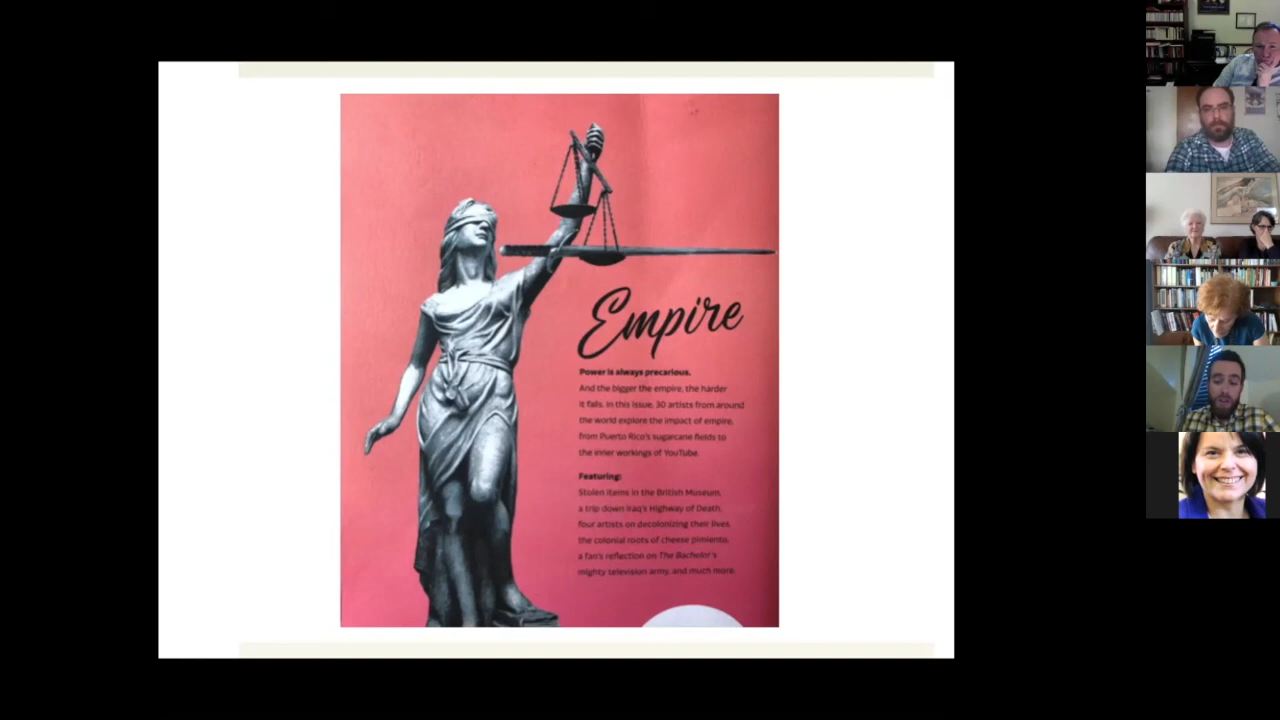 Empire
Power is always precarious.
And the bigger the empire, the harder
it falls. In this issue, 30 artists from around
the world explore the impact of empire,
from Puerto Rico's sugarcane fields to
the inner workings of YouTube.
Featuring:
Stolen items in the British Museum,
a trip down Iraq's Highway of Death,
four artists on decolonizing their lives,
the colonial roots of cheese pimiento,
a fan's reflection on The Bachelor's
mighty television army, and much more.